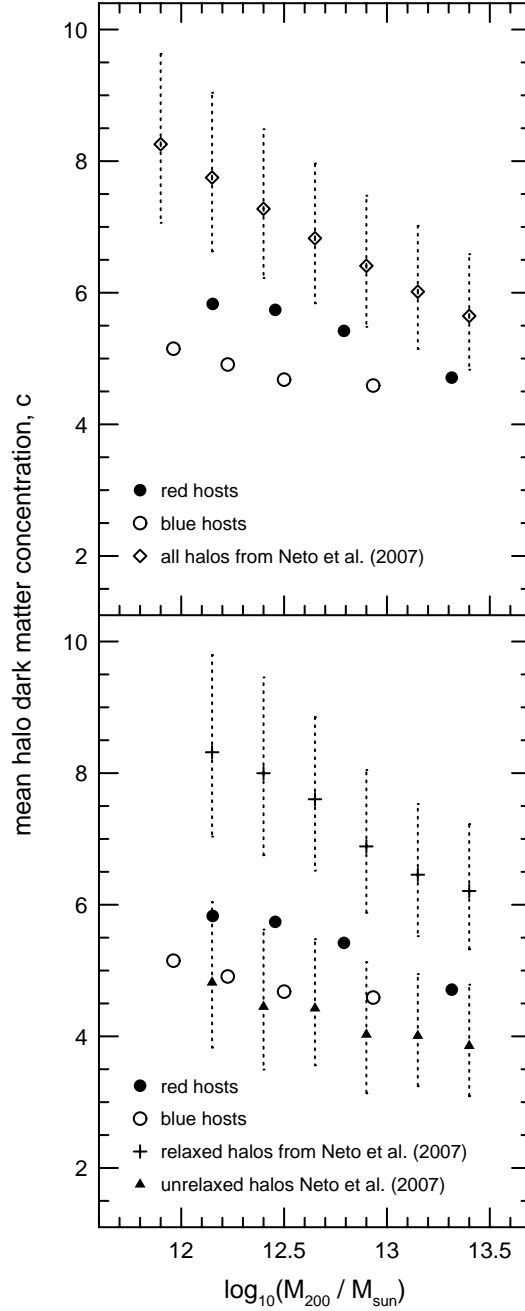 10
8
6
4
2
red hosts
blue hosts
all halos from Neto et al. (2007)
mean halo dark matter concentration, c
10
8
6
4
2
red hosts
blue hosts
relaxed halos from Neto et al. (2007)
unrelaxed halos Neto et al. (2007)
12 12.5 13 13.5
log10(M200 / Msun)